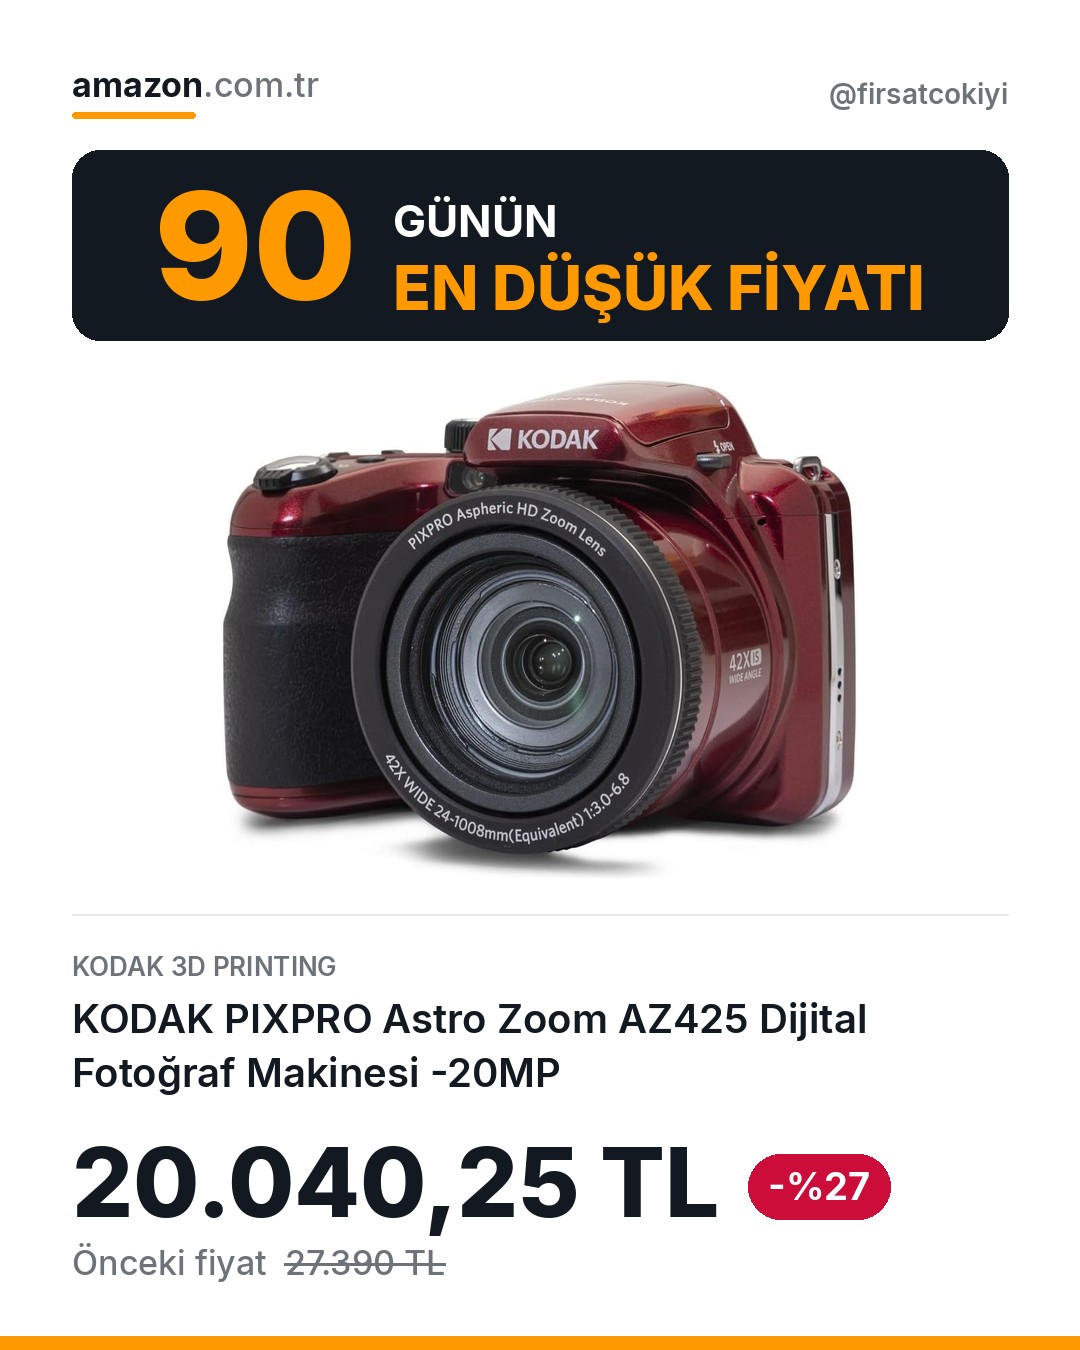 amazon.com.tr
@firsatcokiyi
90
GÜNÜN
EN DÜŞÜK FİYATI
KODAK
OPEN
PIXPRO Aspheric HD Zoom Lens
42X IS
WIDE ANGLE
42X WIDE 24-1008mm(Equivalent) 1:3.0-6.8
KODAK 3D PRINTING
KODAK PIXPRO Astro Zoom AZ425 Dijital
Fotoğraf Makinesi -20MP
20.040,25 TL
-%27
Önceki fiyat 27.390 TL